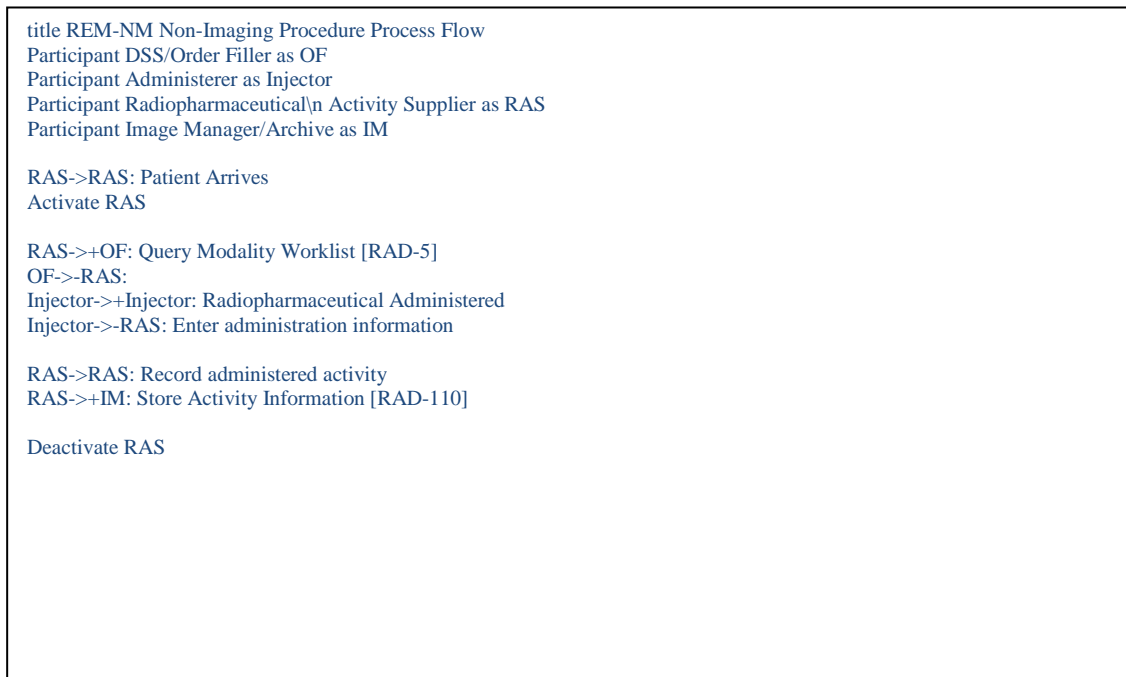 title REM-NM Non-Imaging Procedure Process Flow
Participant DSS/Order Filler as OF
Participant Administerer as Injector
Participant Radiopharmaceutical\n Activity Supplier as RAS
Participant Image Manager/Archive as IM
RAS->RAS: Patient Arrives
Activate RAS
RAS->+OF: Query Modality Worklist [RAD-5]
OF->-RAS:
Injector->+Injector: Radiopharmaceutical Administered
Injector->-RAS: Enter administration information
RAS->RAS: Record administered activity
RAS->+IM: Store Activity Information [RAD-110]
Deactivate RAS